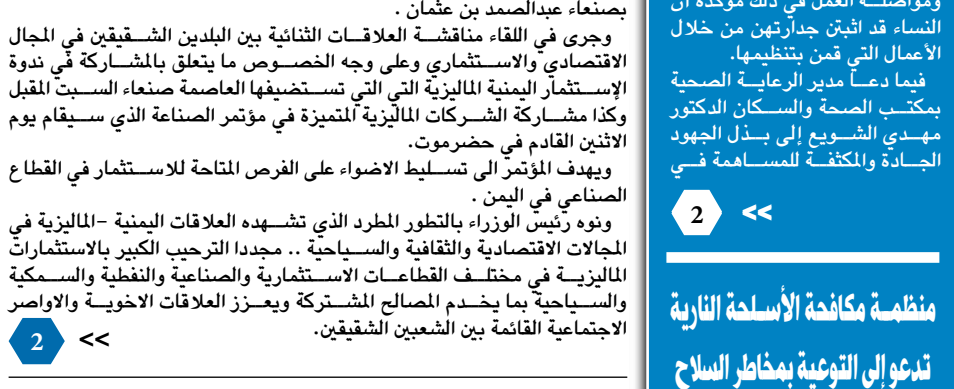 ومواصلة العمل في ذلك مؤكدة ان
النساء قد اثبتن جدارتهن من خلال
الأعمال التي قمن بتنظيمها.
فيما دعا مدير الرعاية الصحية
بمكتب الصحة والسكان الدكتور
مهدي الشويع إلى بذل الجهود
الجادة والمكثفة للمساهمة في
2 >>
منظمة مكافحة الأسلحة النارية
تدعو إلى التوعية بمخاطر السلاح
بصنعاء عبدالصمد بن عثمان .
وجرى في اللقاء مناقشة العلاقات الثنائية بين البلدين الشقيقين في المجال
الاقتصادي والاستثماري وعلى وجه الخصوص ما يتعلق بالمشاركة في ندوة
الإستثمار اليمنية الماليزية التي التي تستضيفها العاصمة صنعاء السبت المقبل
وكذا مشاركة الشركات الماليزية المتميزة في مؤتمر الصناعة الذي سيقام يوم
الاثنين القادم في حضرموت.
ويهدف المؤتمر الى تسليط الاضواء على الفرص المتاحة للاستثمار في القطاع
الصناعي في اليمن .
ونوه رئيس الوزراء بالتطور المطرد الذي تشهده العلاقات اليمنية -الماليزية في
المجالات الاقتصادية والثقافية والسياحية .. مجددا الترحيب الكبير بالاستثمارات
الماليزية في مختلف القطاعات الاستثمارية والصناعية والنفطية والسمكية
والسياحية بما يخدم المصالح المشتركة ويعزز العلاقات الاخوية والاواصر
الاجتماعية القائمة بين الشعبين الشقيقين.
2 >>